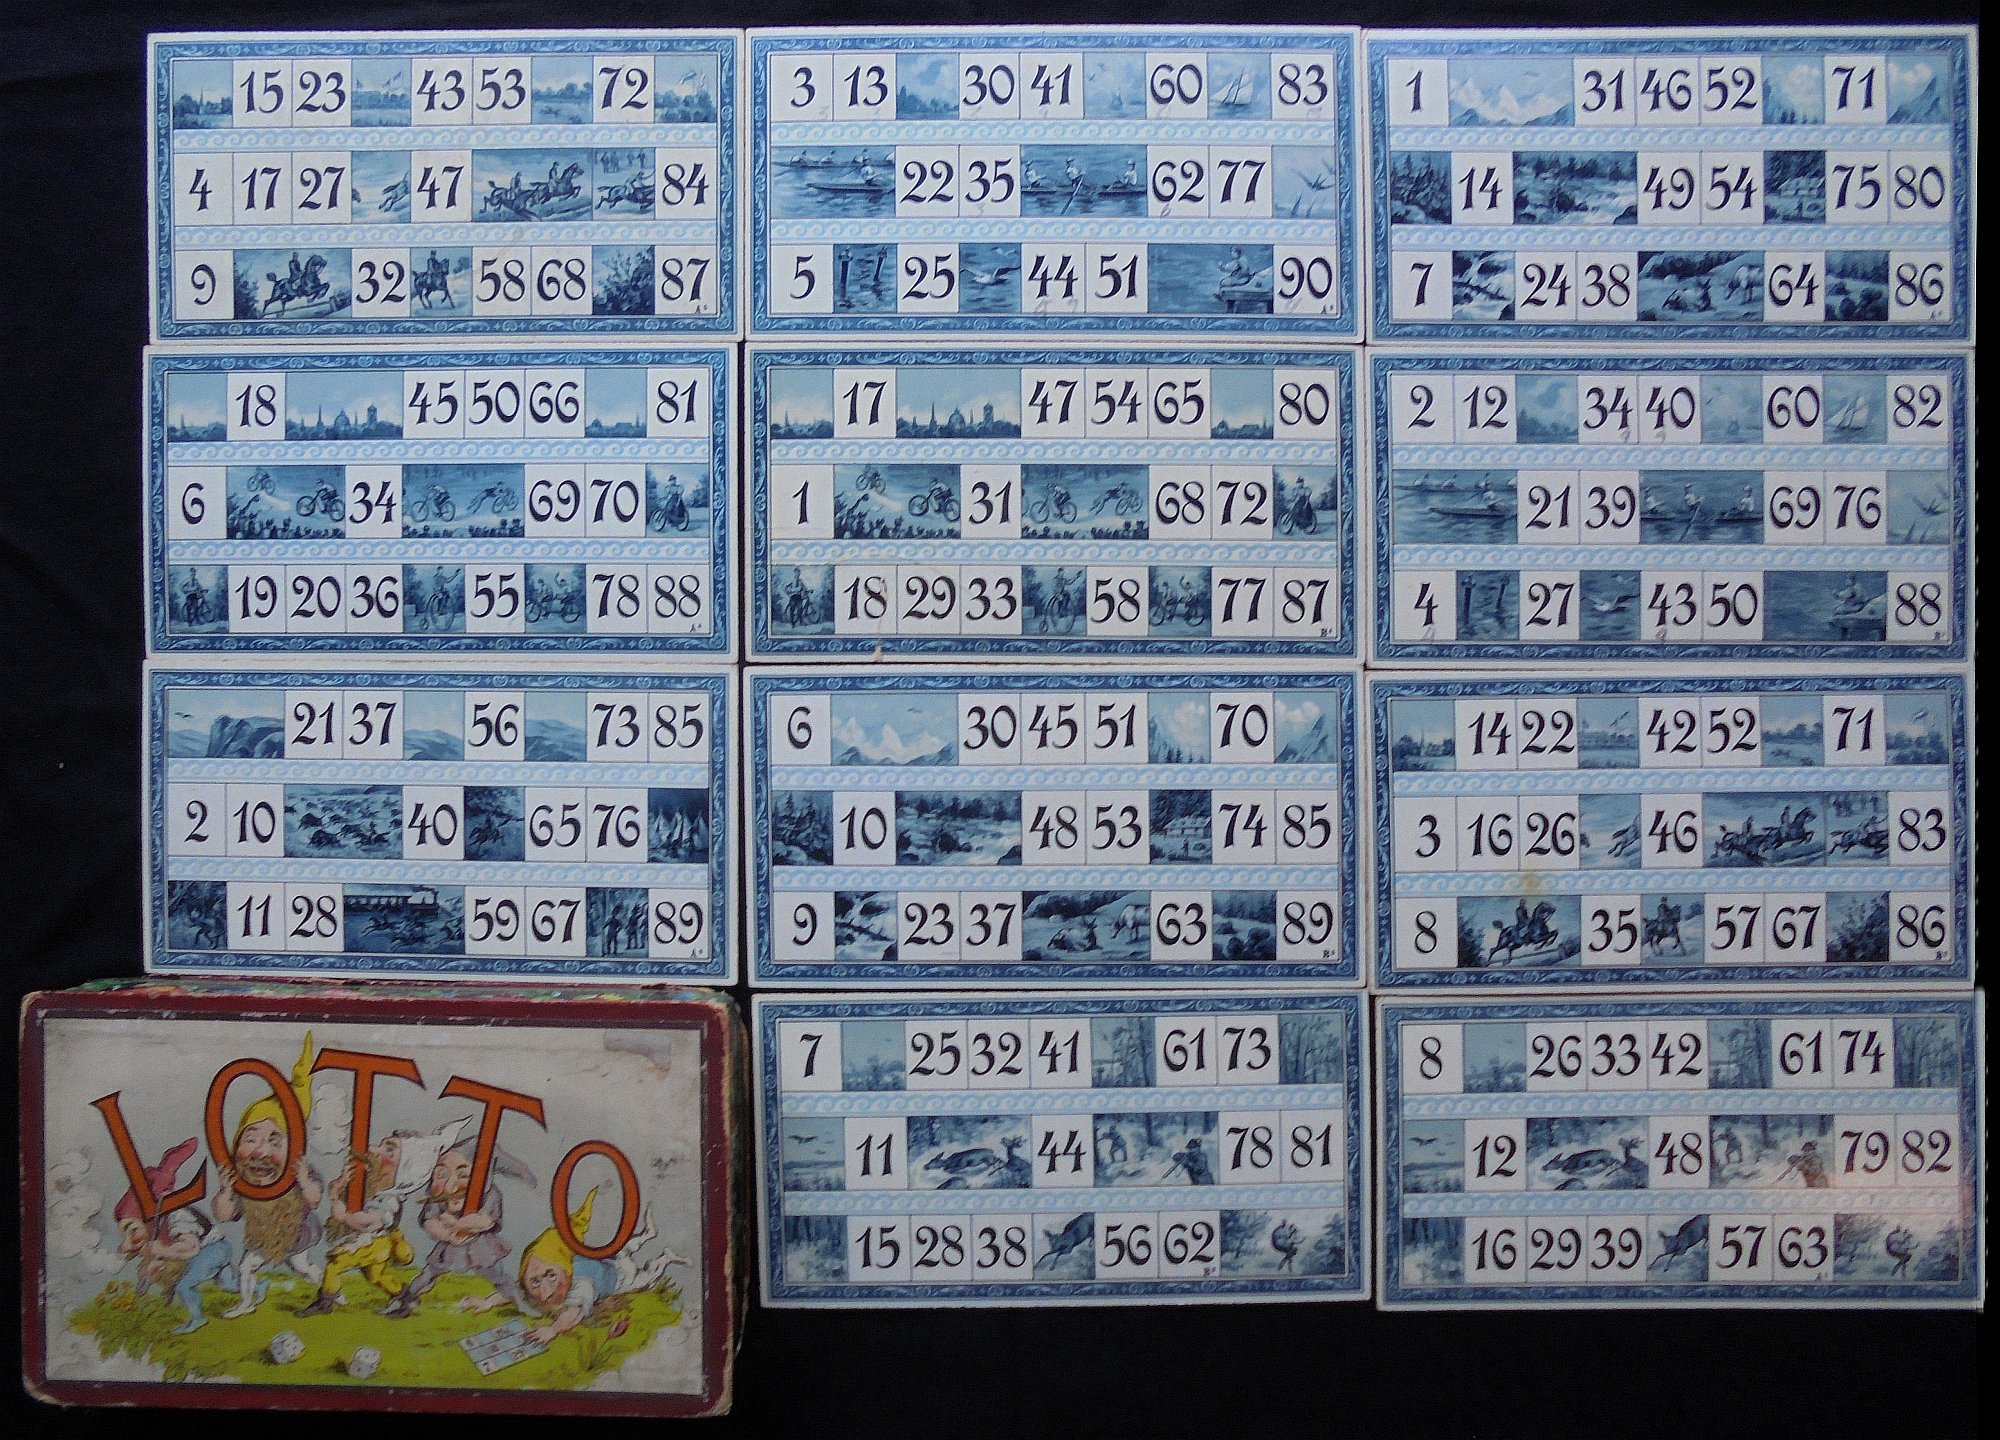 15 23 43 53 72
4 17 27 47 84
9 32 58 68 87
3 13 30 41 60 83
22 35 62 77
5 25 44 51 90
1 31 46 52 71
14 49 54 75 80
7 24 38 64 86
18 45 50 66 81
6 34 69 70
19 20 36 55 78 88
17 47 54 65 80
1 31 68 72
18 29 33 58 77 87
2 12 34 40 60 82
21 39 69 76
4 27 43 50 88
21 37 56 73 85
2 10 40 65 76
11 28 59 67 89
6 30 45 51 70
10 48 53 74 85
9 23 37 63 89
14 22 42 52 71
3 16 26 46 83
8 35 57 67 86
LOTTO
7 25 32 41 61 73
11 44 78 81
15 28 38 56 62
8 26 33 42 61 74
12 48 79 82
16 29 39 57 63